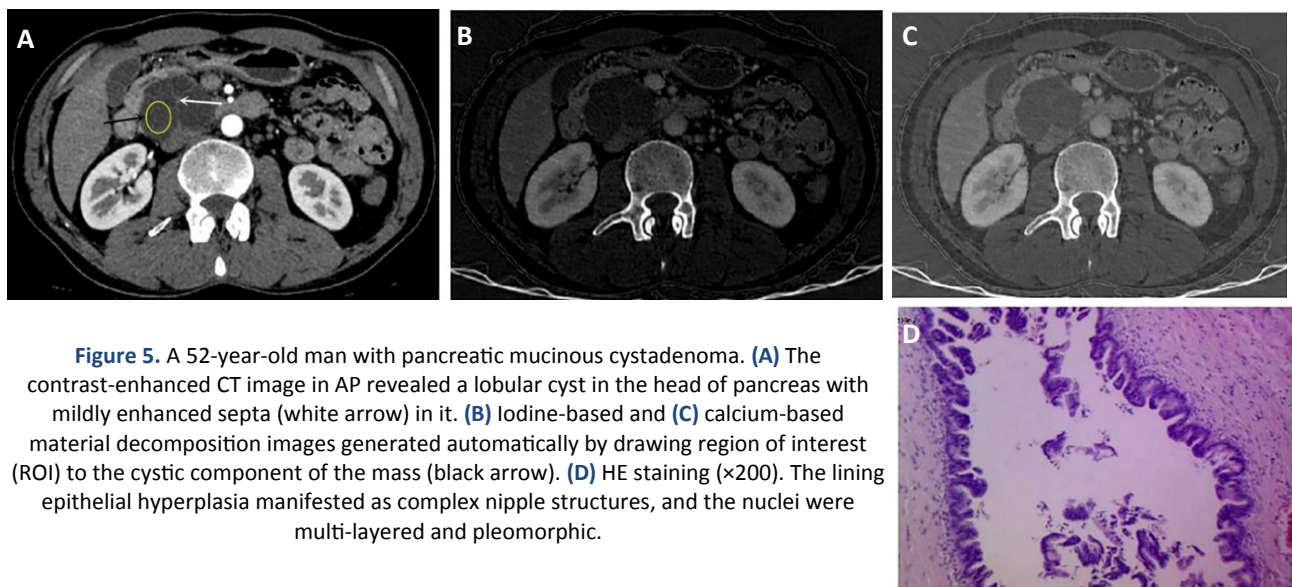 A
B
C
D
Figure 5. A 52-year-old man with pancreatic mucinous cystadenoma. (A) The
contrast-enhanced CT image in AP revealed a lobular cyst in the head of pancreas with
mildly enhanced septa (white arrow) in it. (B) Iodine-based and (C) calcium-based
material decomposition images generated automatically by drawing region of interest
(ROI) to the cystic component of the mass (black arrow). (D) HE staining (×200). The lining
epithelial hyperplasia manifested as complex nipple structures, and the nuclei were
multi-layered and pleomorphic.